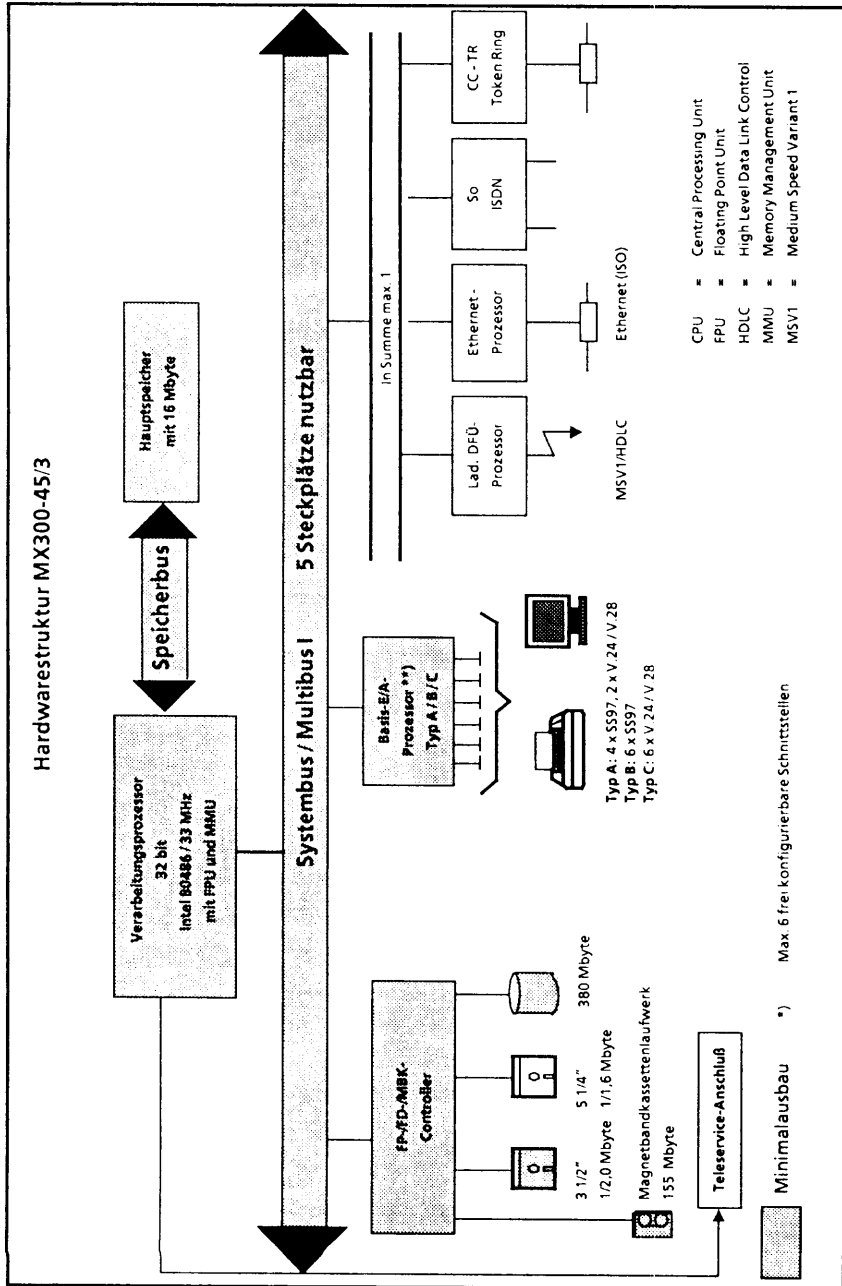 Hardwarestruktur MX300-45/3
Verarbeitungsprozessor
32 bit
Intel 80486 / 33 MHz
mit FPU und MMU
Speicherbus
Hauptspeicher
mit 16 Mbyte
Systembus / Multibus I 5 Steckplätze nutzbar
FP-/FD-/MBK-
Controller
3 1/2"
1/2,0 Mbyte
5 1/4"
1/1,6 Mbyte
380 Mbyte
Magnetbandkassettenlaufwerk
155 Mbyte
Teleservice-Anschluß
Basis-E/A-
Prozessor **)
Typ A / B / C
Typ A: 4 x SS97, 2 x V.24 / V.28
Typ B: 6 x SS97
Typ C: 6 x V.24 / V.28
In Summe max. 1
Lad. DFÜ-
Prozessor
MSV1/HDLC
Ethernet-
Prozessor
Ethernet (ISO)
So
ISDN
CC - TR
Token Ring
CPU = Central Processing Unit
FPU = Floating Point Unit
HDLC = High Level Data Link Control
MMU = Memory Management Unit
MSV1 = Medium Speed Variant 1
Minimalausbau
*) Max. 6 frei konfigurierbare Schnittstellen